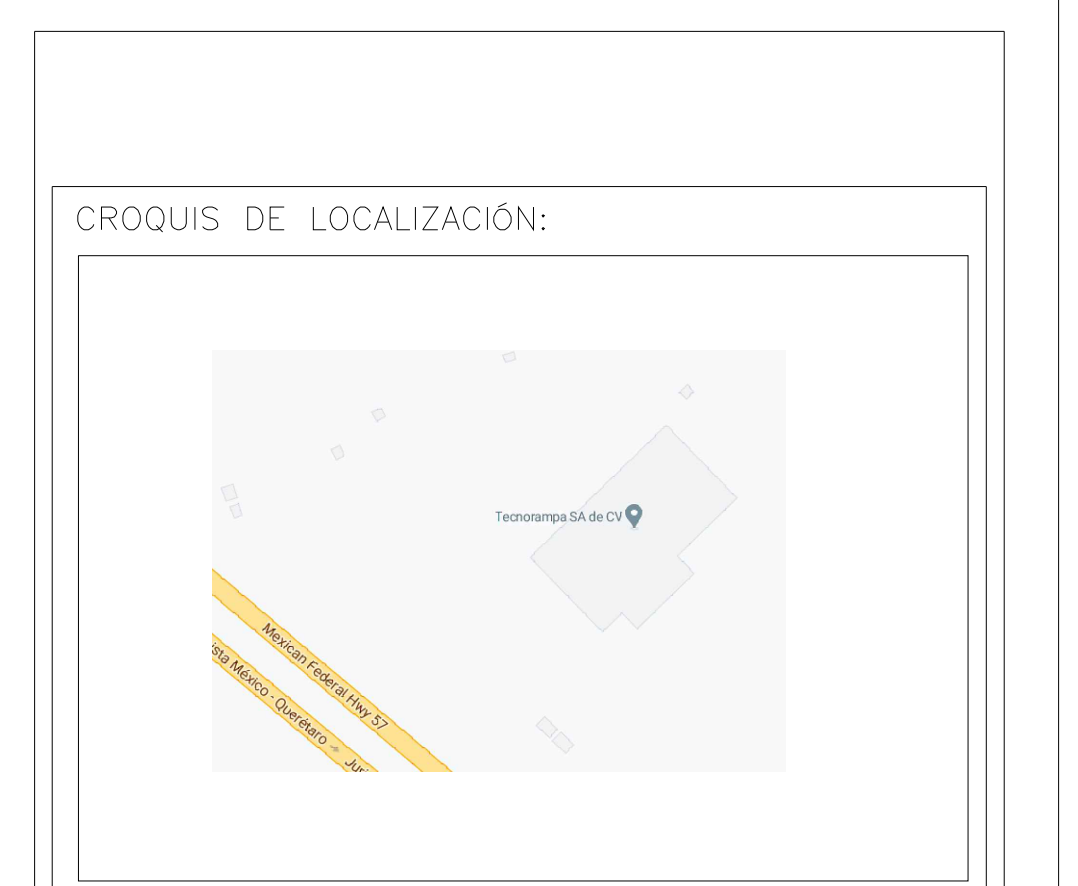 CROQUIS DE LOCALIZACIÓN:
Tecnorampa SA de CV
Mexican Federal Hwy 57
ista México - Querétaro